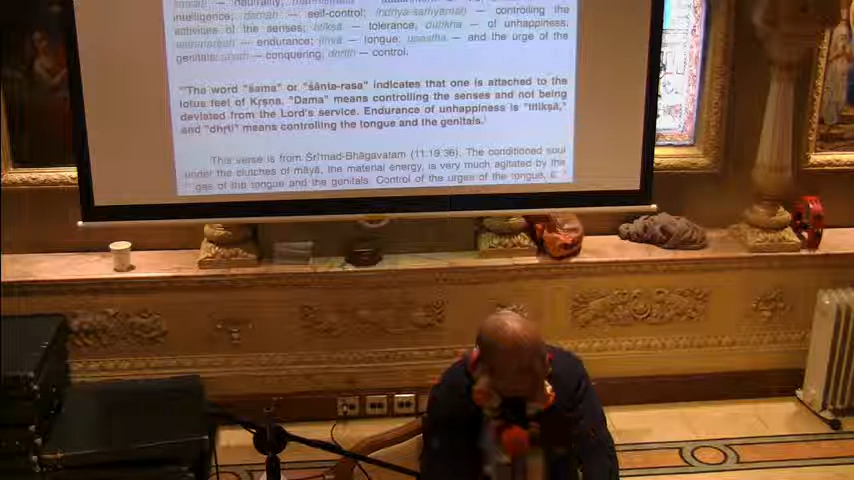 neutrality;
intelligence; damaḥ — self-control; indriya-saṁyamaḥ — controlling the
activities of the senses; titikṣā — tolerance; duḥkha — of unhappiness;
— endurance; jihvā — tongue; upastha — and the urge of the
genitals; jayaḥ — conquering; dhṛtiḥ — control.
"The word "śama" or "śānta-rasa" indicates that one is attached to the
lotus feet of Kṛṣṇa. "Dama" means controlling the senses and not being
deviated from the Lord's service. Endurance of unhappiness is "titikṣā,"
and "dhṛti" means controlling the tongue and the genitals.
This verse is from Śrīmad-Bhāgavatam (11.19.36). The conditioned soul
under the clutches of māyā, the material energy, is very much agitated by the
urges of the tongue and the genitals. Control of the urges of the tongue,